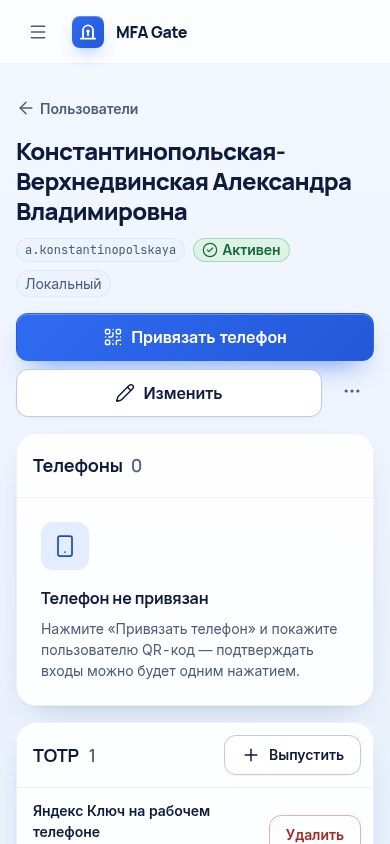 MFA Gate
Пользователи
Константинопольская-
Верхнедвинская Александра
Владимировна
a.konstantinopolskaya
Активен
Локальный
Привязать телефон
Изменить
Телефоны 0
Телефон не привязан
Нажмите «Привязать телефон» и покажите
пользователю QR-код — подтверждать
входы можно будет одним нажатием.
TOTP 1
Выпустить
Яндекс Ключ на рабочем
телефоне
Удалить